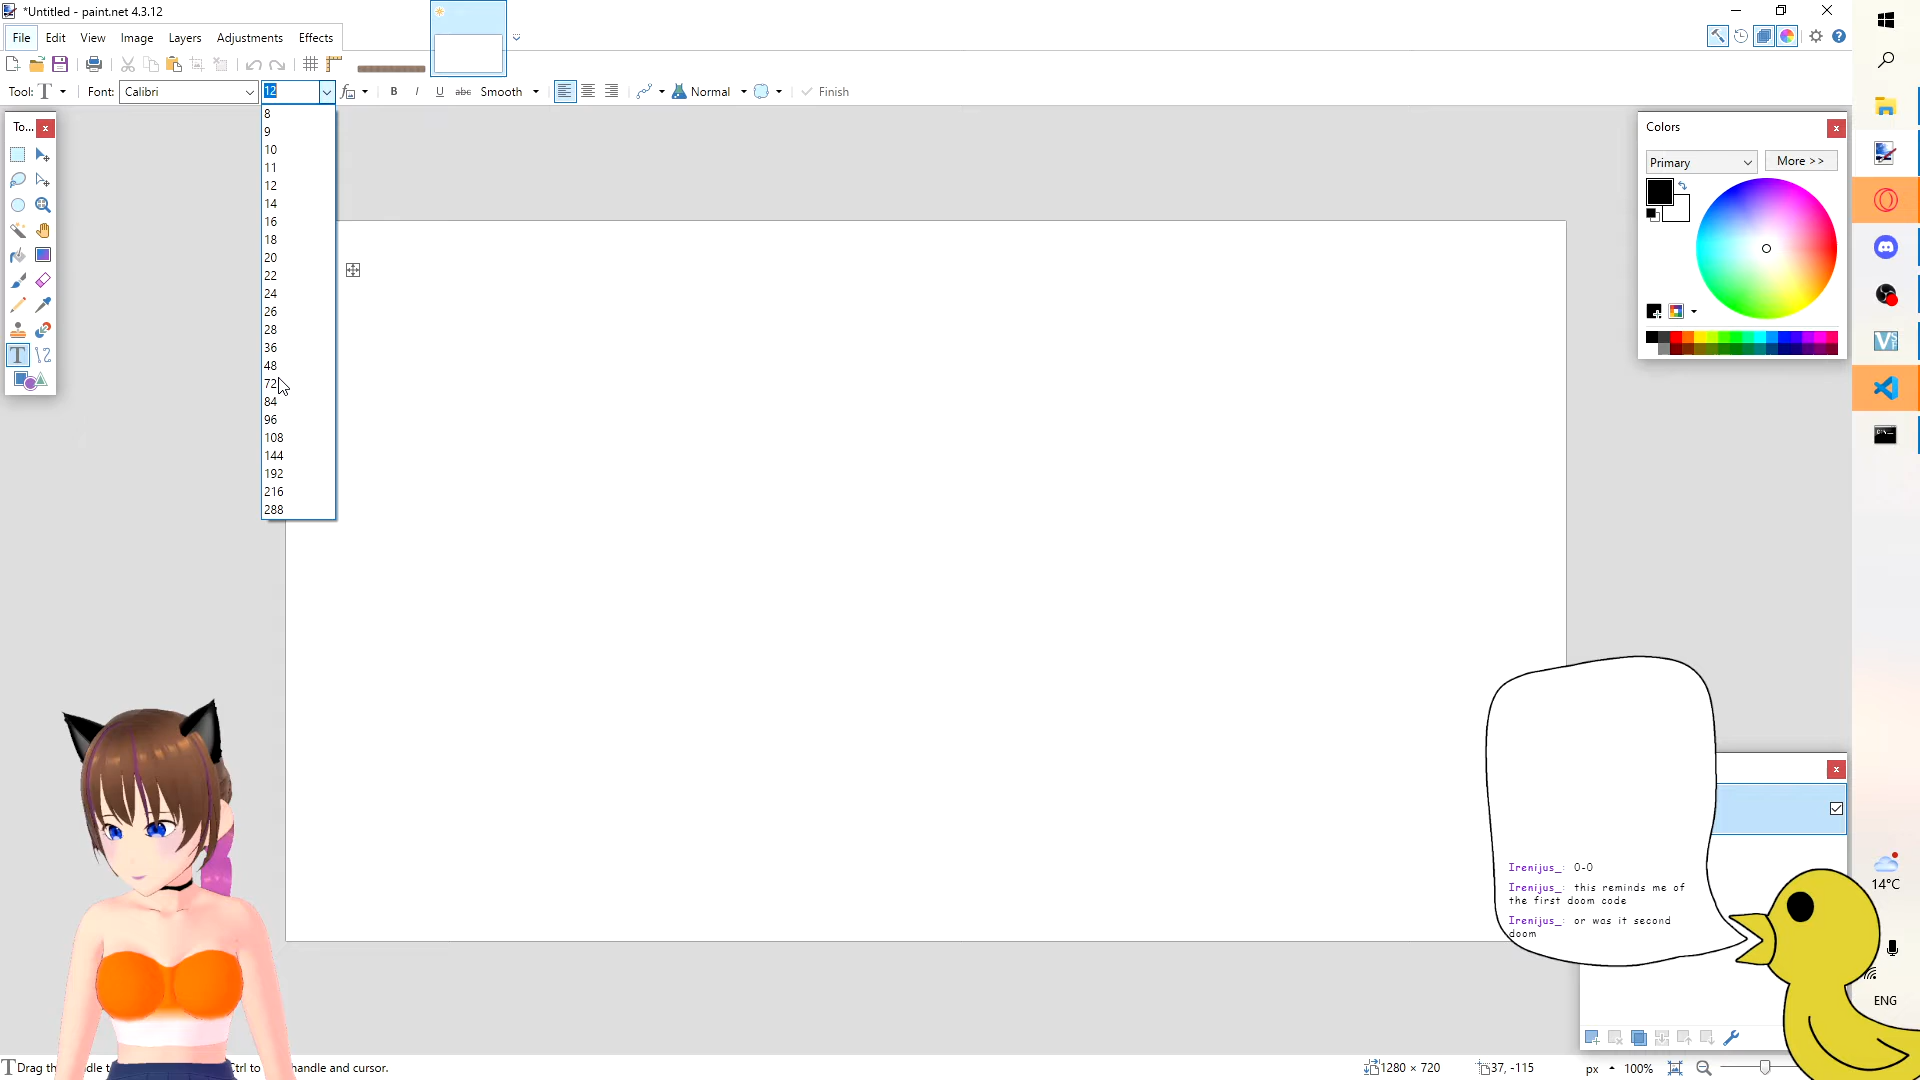 *Untitled - paint.net 4.3.12
File Edit View Image Layers Adjustments Effects
Tool: T Font: Calibri 12 B I U abc Smooth Normal Finish
8
9
10
11
12
14
16
18
20
22
24
26
28
36
48
72
84
96
108
144
192
216
288
To...
Colors
Primary More >>
Irenijus_: O-O
Irenijus_: this reminds me of
the first doom code
Irenijus_: or was it second
doom
14°C
ENG
Drag the handle and cursor.
1280 × 720 37, -115 px 100%